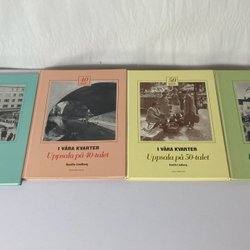 40
I VÅRA KVARTER
Uppsala på 40-talet
50
I VÅRA KVARTER
Uppsala på 50-talet